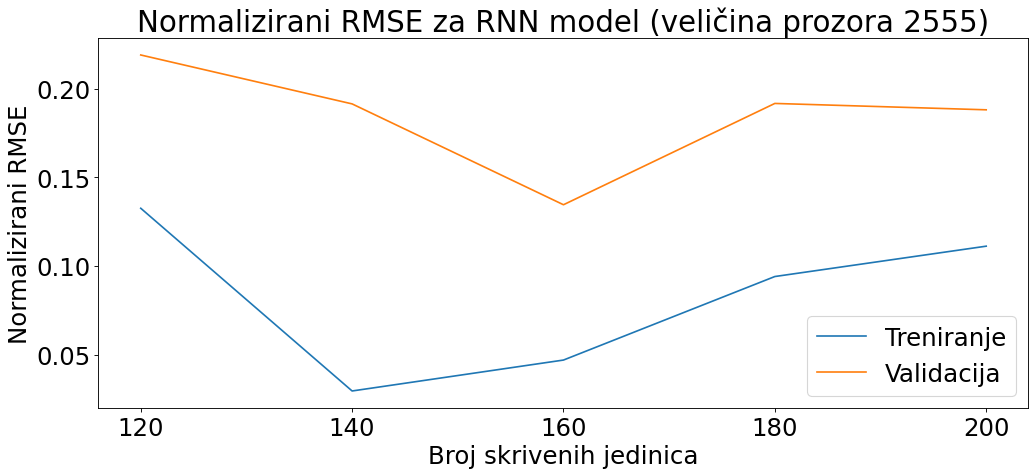 Normalizirani RMSE za RNN model (veličina prozora 2555)
Normalizirani RMSE
0.20
0.15
0.10
0.05
Treniranje
Validacija
120 140 160 180 200
Broj skrivenih jedinica